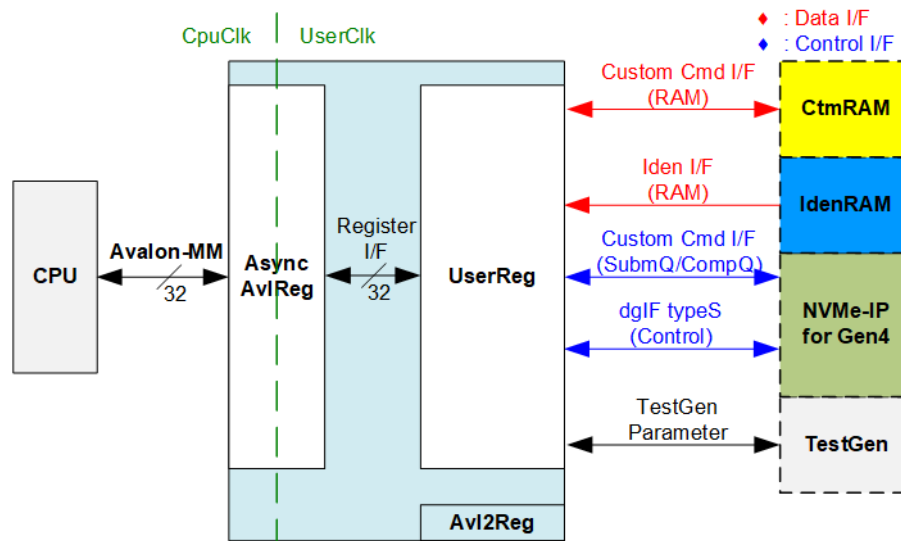 CpuClk
UserClk
♦ : Data I/F
♦ : Control I/F
Custom Cmd I/F
(RAM)
CtmRAM
Iden I/F
(RAM)
IdenRAM
CPU
Avalon-MM
32
Async
AvlReg
Register
I/F
32
UserReg
Custom Cmd I/F
(SubmQ/CompQ)
dgIF typeS
(Control)
NVMe-IP
for Gen4
TestGen
Parameter
TestGen
Avl2Reg